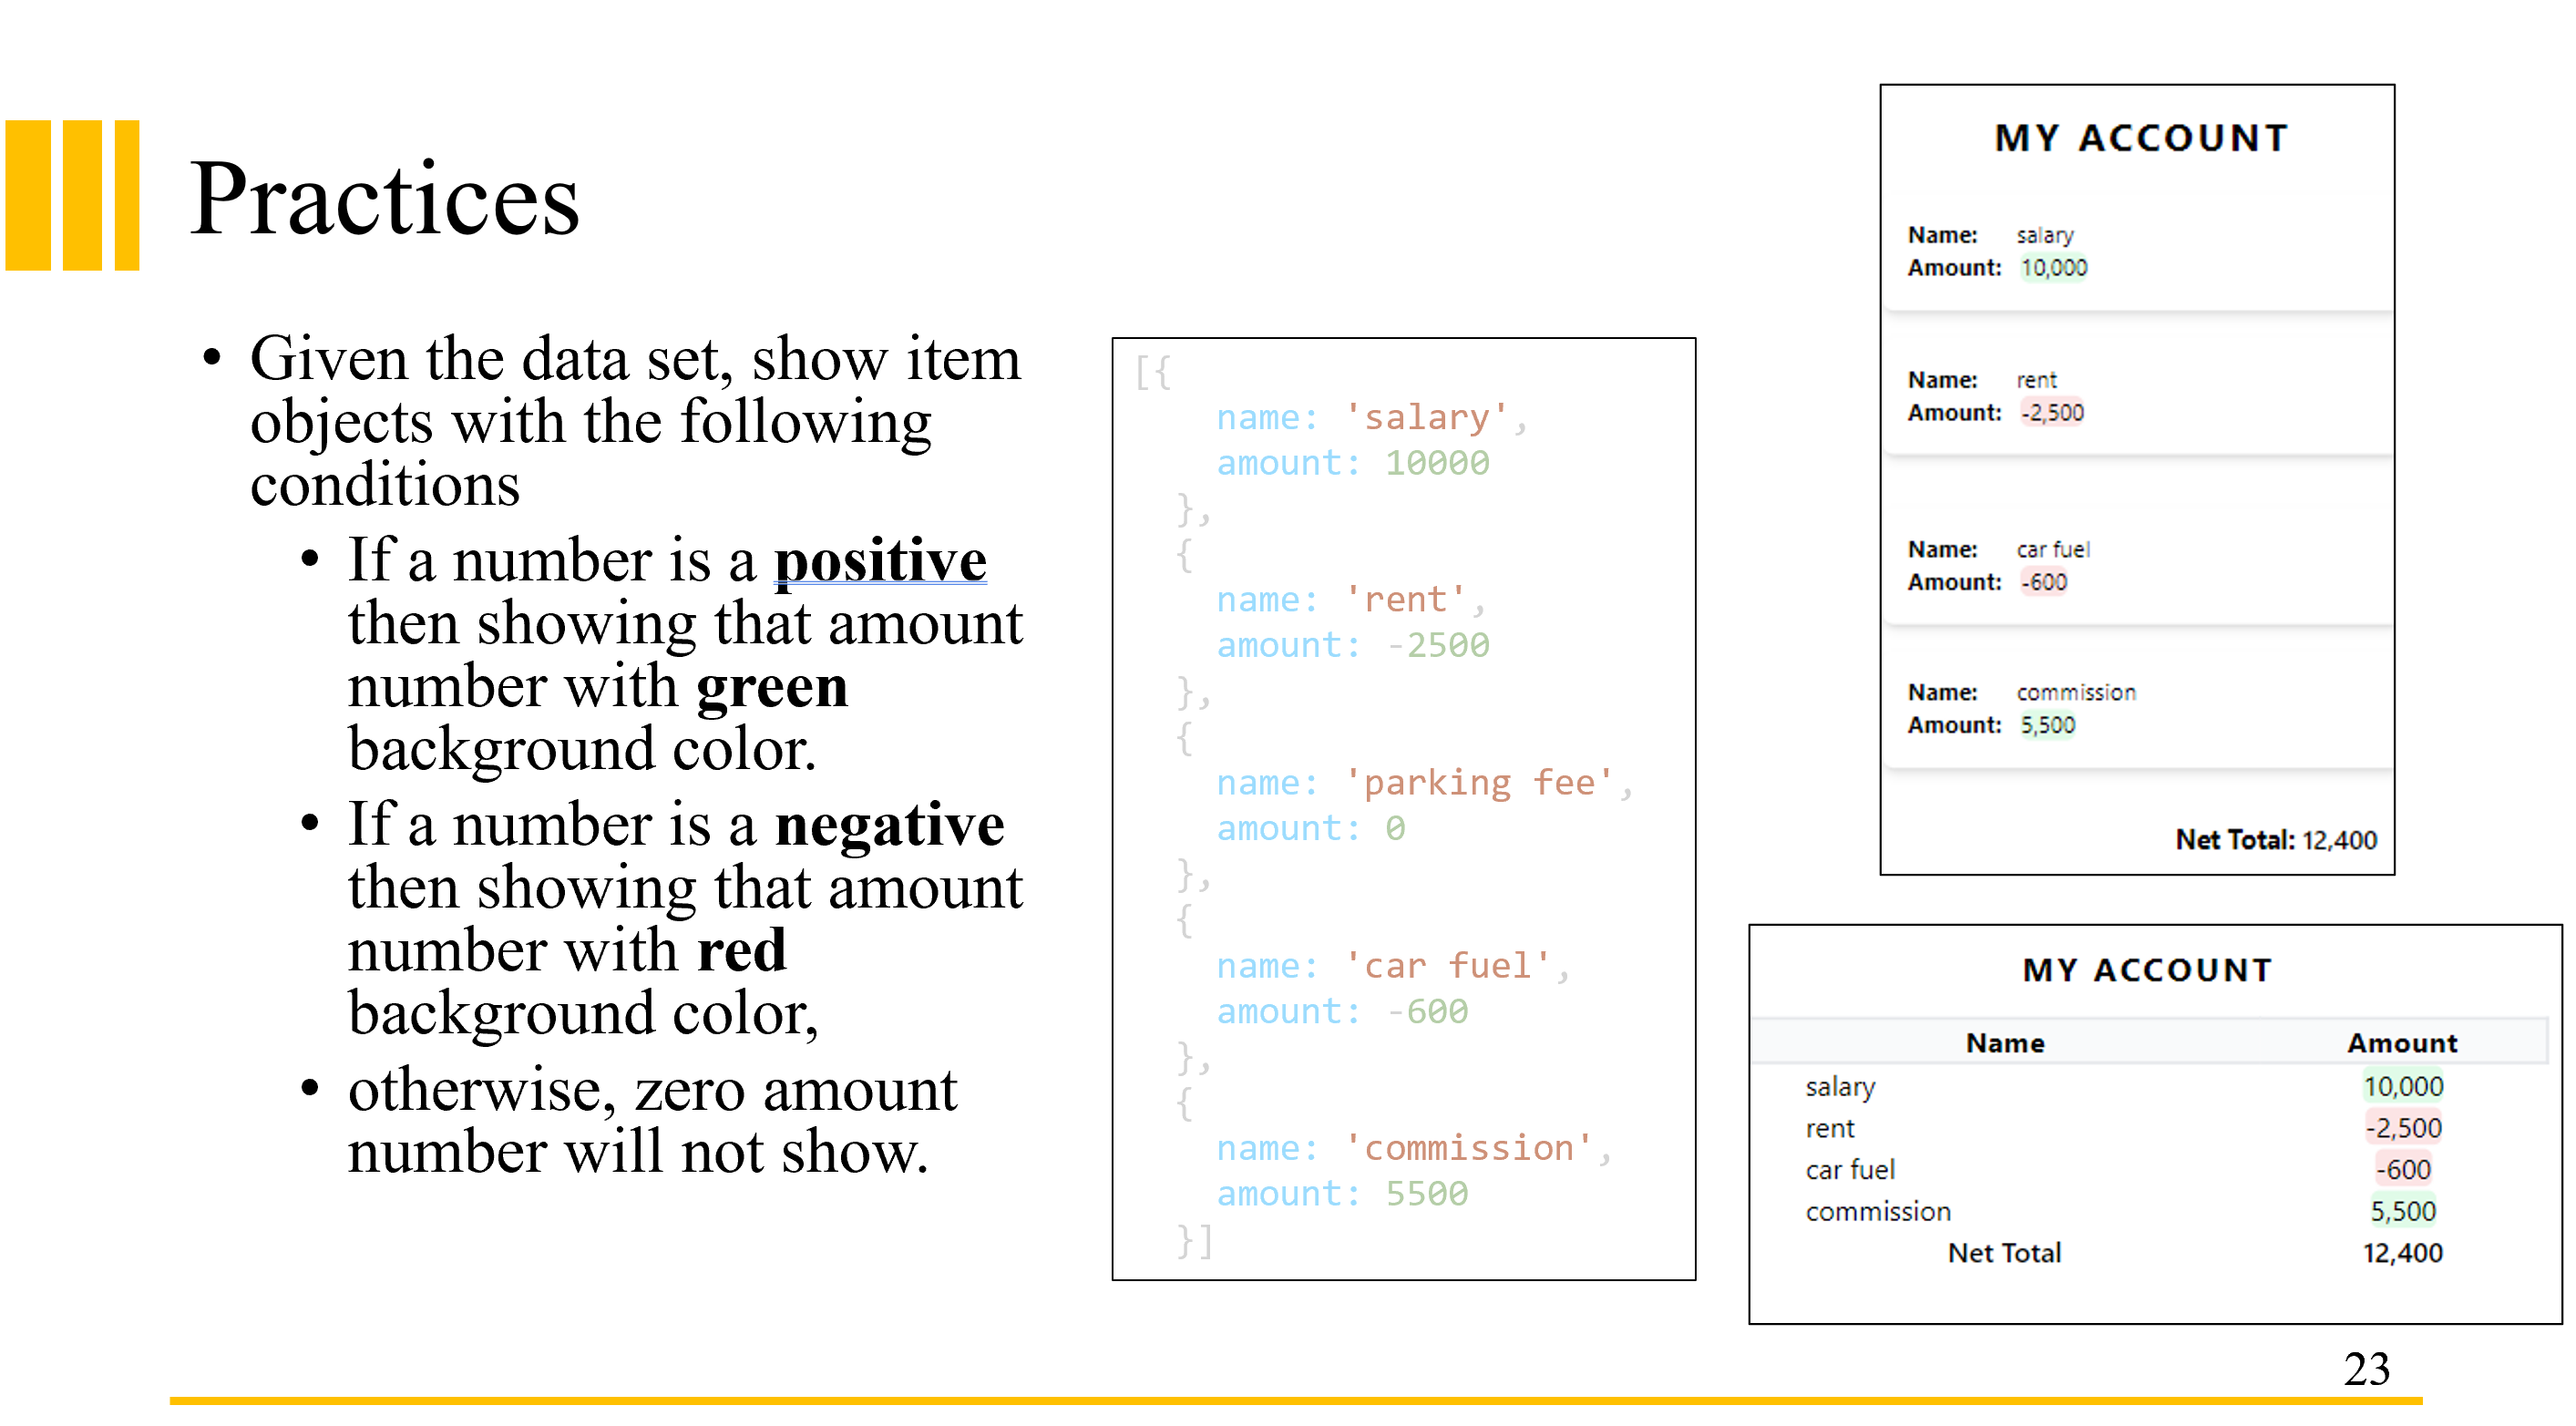 Practices
• Given the data set, show item
objects with the following
conditions
• If a number is a positive
then showing that amount
number with green
background color.
• If a number is a negative
then showing that amount
number with red
background color,
• otherwise, zero amount
number will not show.
[{
name: 'salary',
amount: 10000
},
{
name: 'rent',
amount: -2500
},
{
name: 'parking fee',
amount: 0
},
{
name: 'car fuel',
amount: -600
},
{
name: 'commission',
amount: 5500
}]
MY ACCOUNT
Name: salary
Amount: 10,000
Name: rent
Amount: -2,500
Name: car fuel
Amount: -600
Name: commission
Amount: 5,500
Net Total: 12,400
MY ACCOUNT
Name Amount
salary 10,000
rent -2,500
car fuel -600
commission 5,500
Net Total 12,400
23